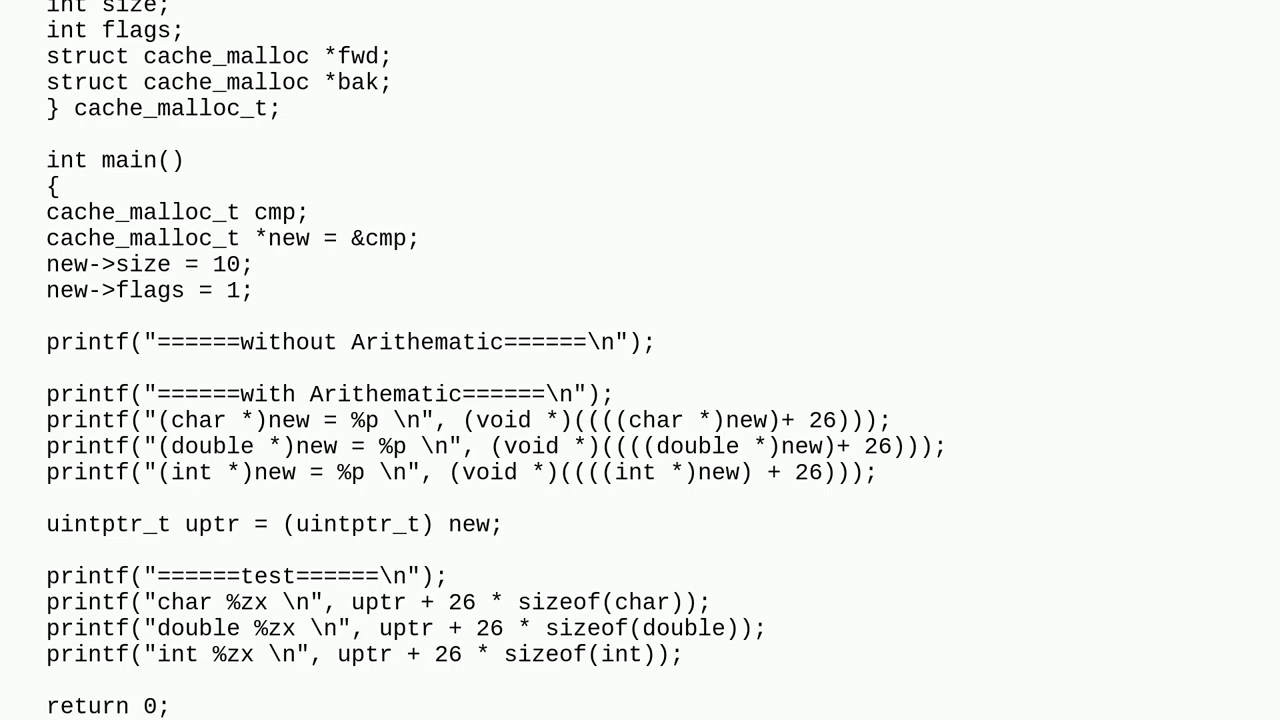 int size;
int flags;
struct cache_malloc *fwd;
struct cache_malloc *bak;
} cache_malloc_t;
int main()
{
cache_malloc_t cmp;
cache_malloc_t *new = &cmp;
new->size = 10;
new->flags = 1;
printf("======without Arithematic======\n");
printf("======with Arithematic======\n");
printf("(char *)new = %p \n", (void *)((((char *)new)+ 26)));
printf("(double *)new = %p \n", (void *)((((double *)new)+ 26)));
printf("(int *)new = %p \n", (void *)((((int *)new) + 26)));
uintptr_t uptr = (uintptr_t) new;
printf("======test======\n");
printf("char %zx \n", uptr + 26 * sizeof(char));
printf("double %zx \n", uptr + 26 * sizeof(double));
printf("int %zx \n", uptr + 26 * sizeof(int));
return 0;